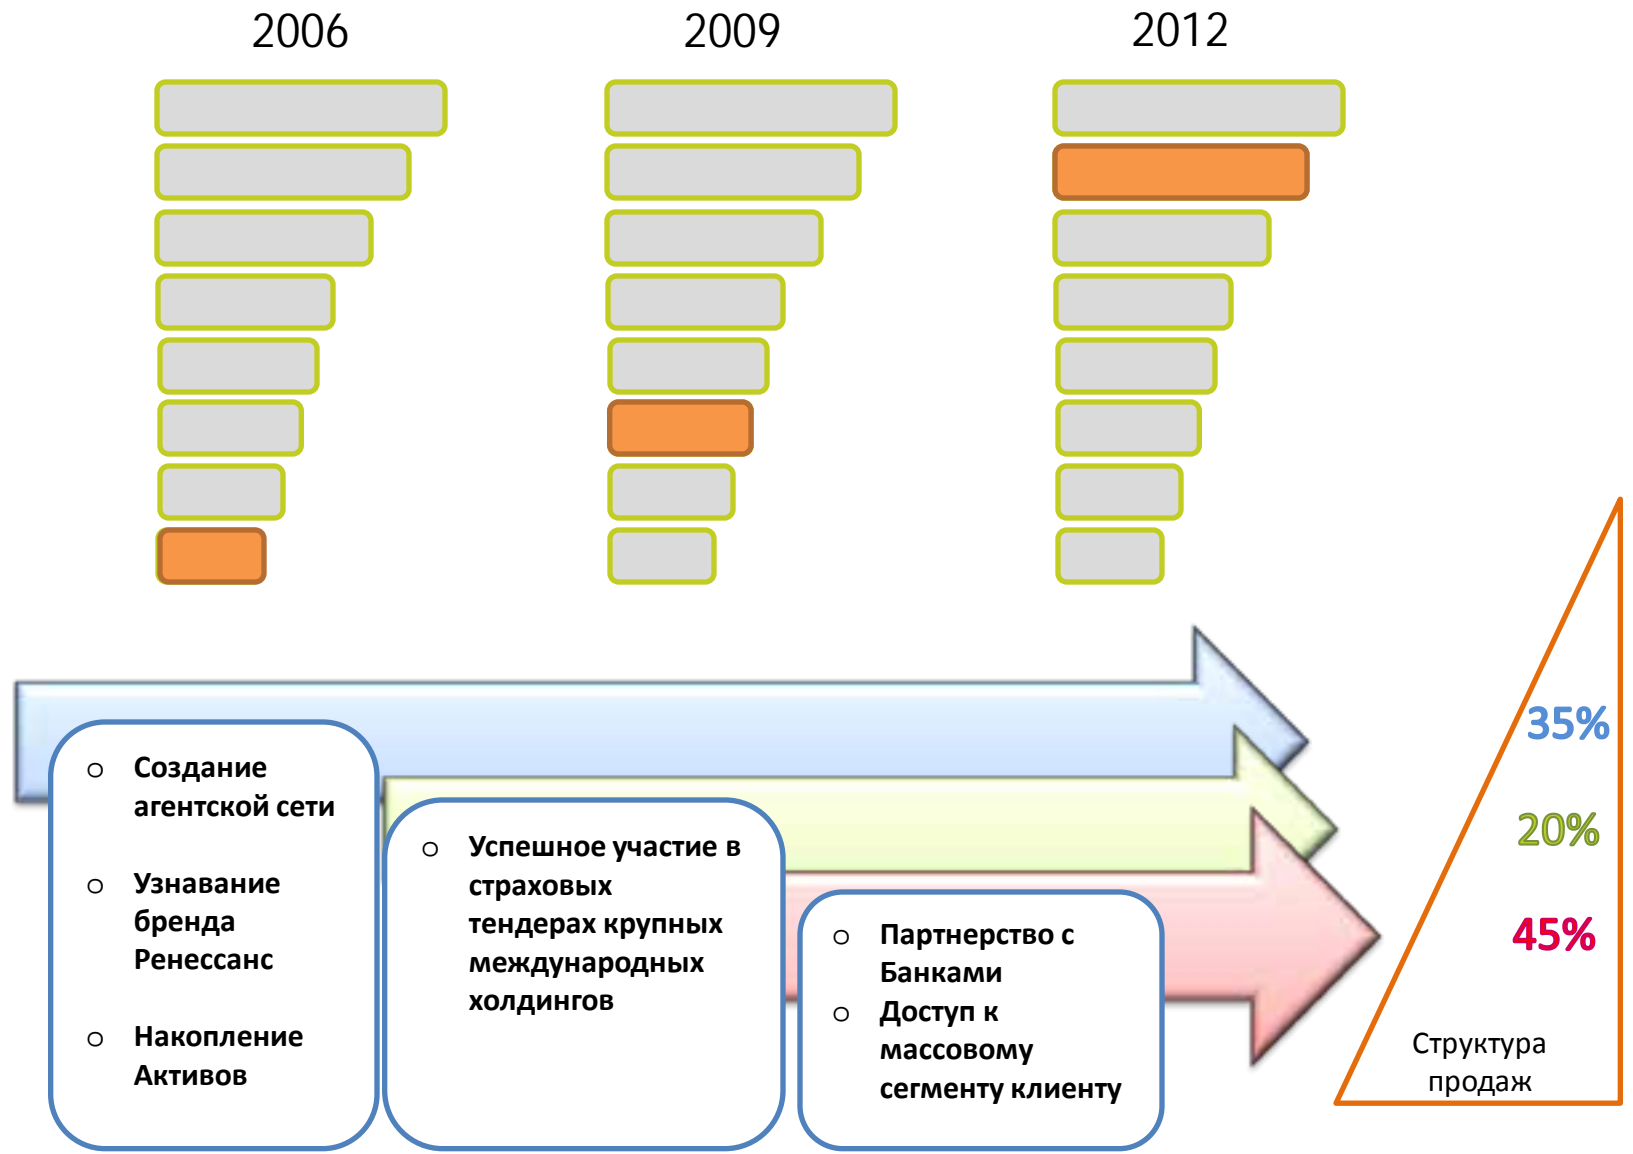 2006
2009
2012
o Создание
агентской сети
o Узнавание
бренда
Ренессанс
o Накопление
Активов
o Успешное участие в
страховых
тендерах крупных
международных
холдингов
o Партнерство с
Банками
o Доступ к
массовому
сегменту клиенту
35%
20%
45%
Структура
продаж